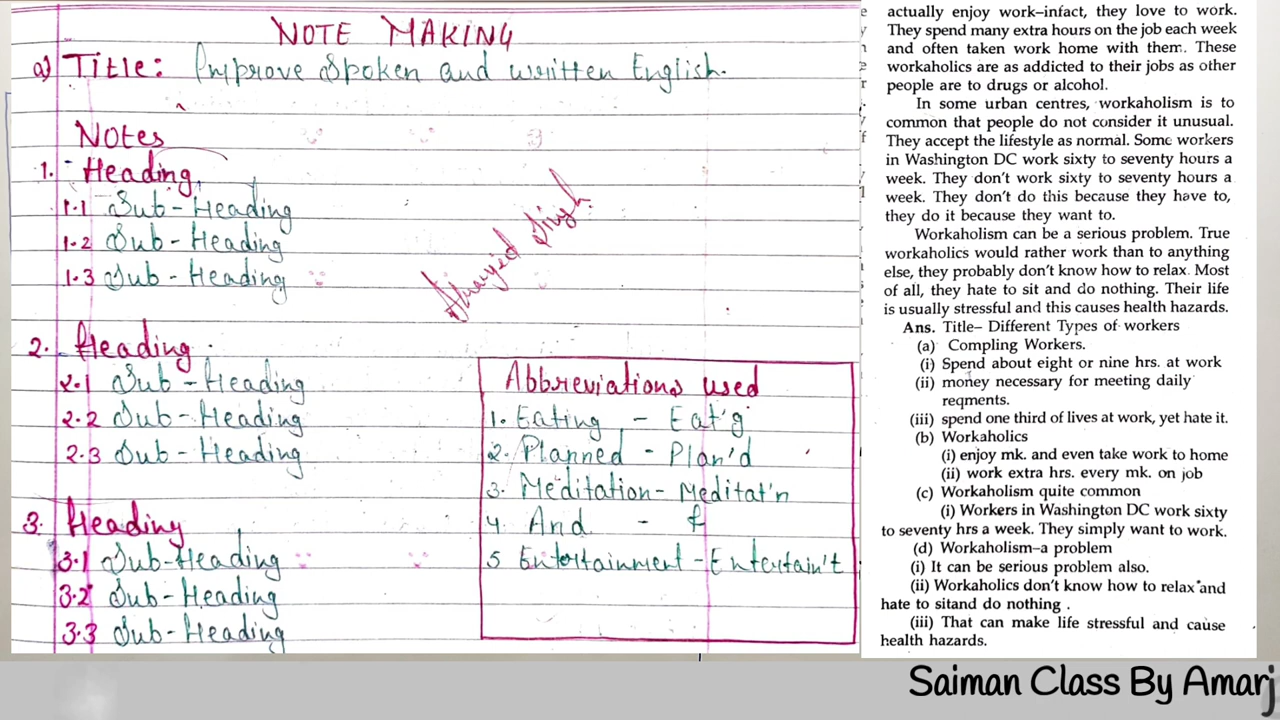 NOTE MAKING
a) Title: Improve Spoken and written English.
Notes
1. Heading
1.1 Sub-Heading
1.2 Sub-Heading
1.3 Sub-Heading
Singh
2. Heading
2.1 Sub-Heading
2.2 Sub-Heading
2.3 Sub-Heading
3. Heading
3.1 Sub-Heading
3.2 Sub-Heading
3.3 Sub-Heading
Abbreviations used
1. Eating - Eat'g
2. Planned - Plan'd
3. Meditation - Meditat'n
4. And - &
5 Entertainment - Entertain't
actually enjoy work–infact, they love to work.
They spend many extra hours on the job each week
and often taken work home with them. These
workaholics are as addicted to their jobs as other
people are to drugs or alcohol.
In some urban centres, workaholism is to
common that people do not consider it unusual.
They accept the lifestyle as normal. Some workers
in Washington DC work sixty to seventy hours a
week. They don't work sixty to seventy hours a
week. They don't do this because they have to,
they do it because they want to.
Workaholism can be a serious problem. True
workaholics would rather work than to anything
else, they probably don't know how to relax. Most
of all, they hate to sit and do nothing. Their life
is usually stressful and this causes health hazards.
Ans. Title– Different Types of workers
(a) Compling Workers.
(i) Spend about eight or nine hrs. at work
(ii) money necessary for meeting daily
reqments.
(iii) spend one third of lives at work, yet hate it.
(b) Workaholics
(i) enjoy mk. and even take work to home
(ii) work extra hrs. every mk. on job
(c) Workaholism quite common
(i) Workers in Washington DC work sixty
to seventy hrs a week. They simply want to work.
(d) Workaholism–a problem
(i) It can be serious problem also.
(ii) Workaholics don't know how to relax and
hate to sitand do nothing .
(iii) That can make life stressful and cause
health hazards.
Saiman Class By Amarj